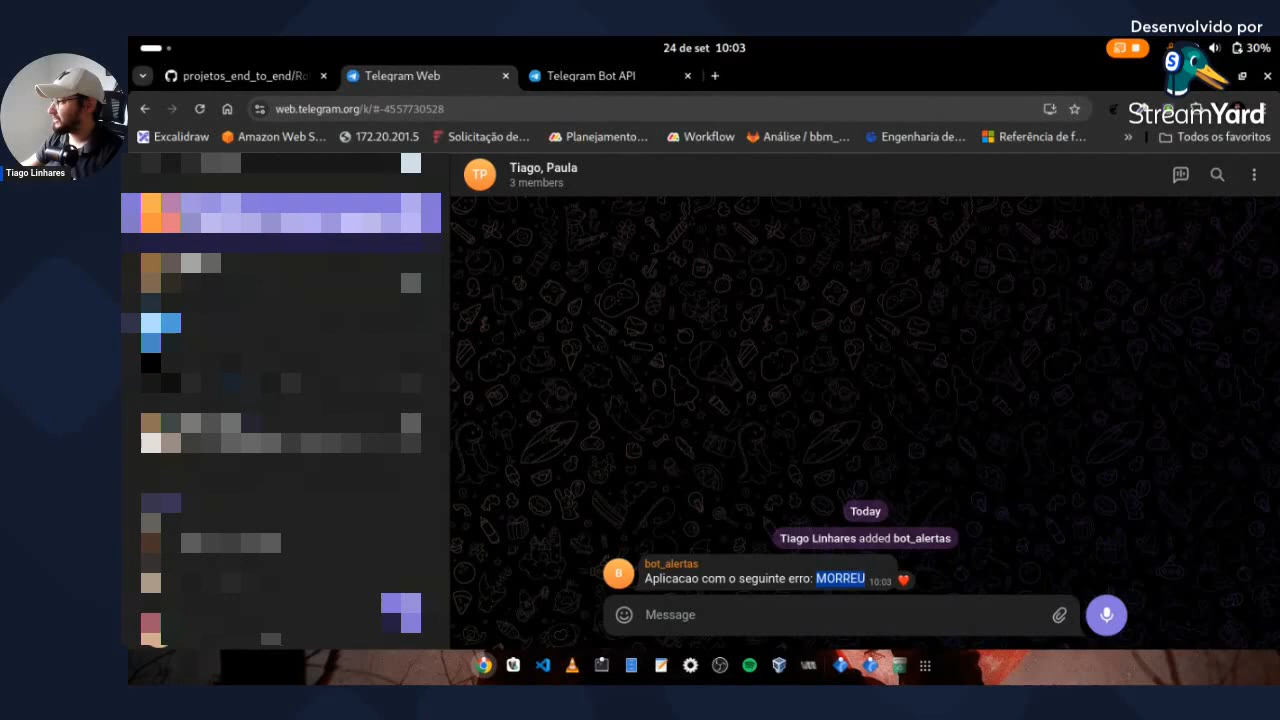 Desenvolvido por
StreamYard
Tiago Linhares
24 de set 10:03
30%
projetos_end_to_end/Ro
Telegram Web
Telegram Bot API
web.telegram.org/k/#-4557730528
Excalidraw
Amazon Web S...
172.20.201.5
Solicitação de...
Planejamento...
Workflow
Análise / bbm_...
Engenharia de...
Referência de f...
»
Todos os favoritos
TP
Tiago, Paula
3 members
Today
Tiago Linhares added bot_alertas
B
bot_alertas
Aplicacao com o seguinte erro: MORREU 10:03
Message